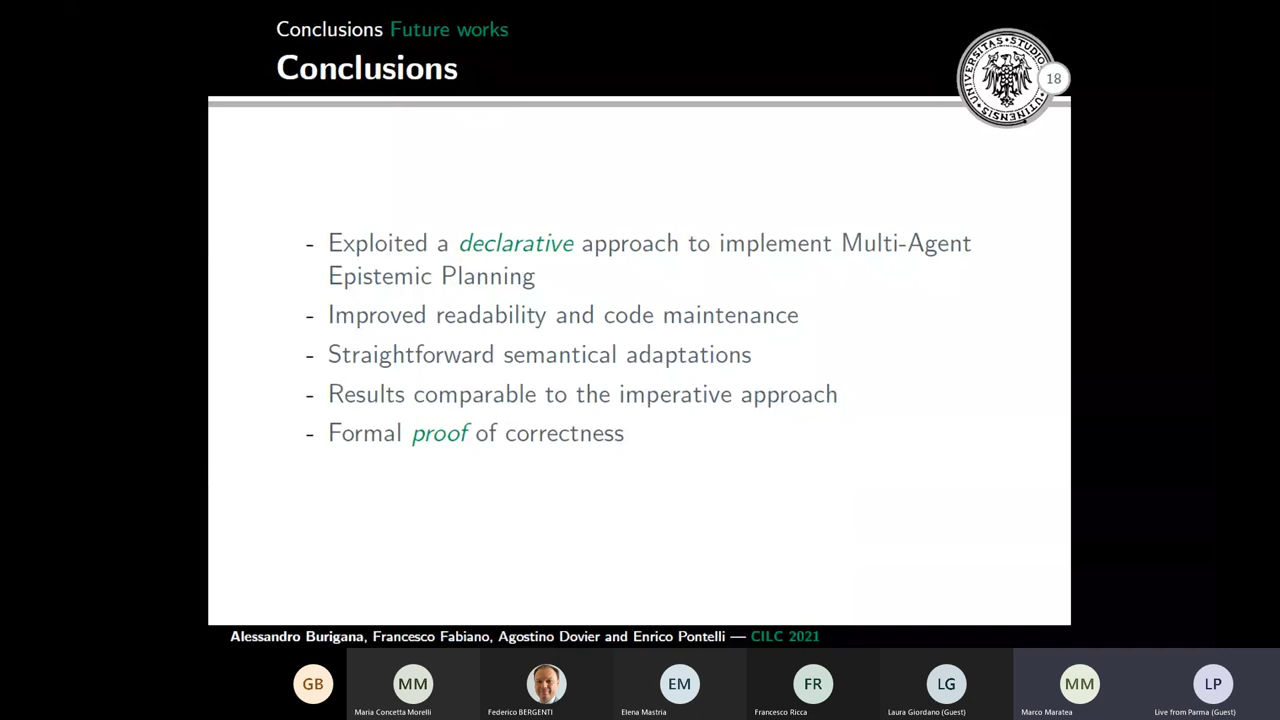 Conclusions Future works
Conclusions
UNIVERSITAS STUDIORUM UTINENSIS
18
- Exploited a declarative approach to implement Multi-Agent
Epistemic Planning
- Improved readability and code maintenance
- Straightforward semantical adaptations
- Results comparable to the imperative approach
- Formal proof of correctness
Alessandro Burigana, Francesco Fabiano, Agostino Dovier and Enrico Pontelli — CILC 2021
GB
MM
EM
FR
LG
MM
LP
Maria Concetta Morelli
Federico BERGENTI
Elena Mastria
Francesco Ricca
Laura Giordano (Guest)
Marco Maratea
Live from Parma (Guest)